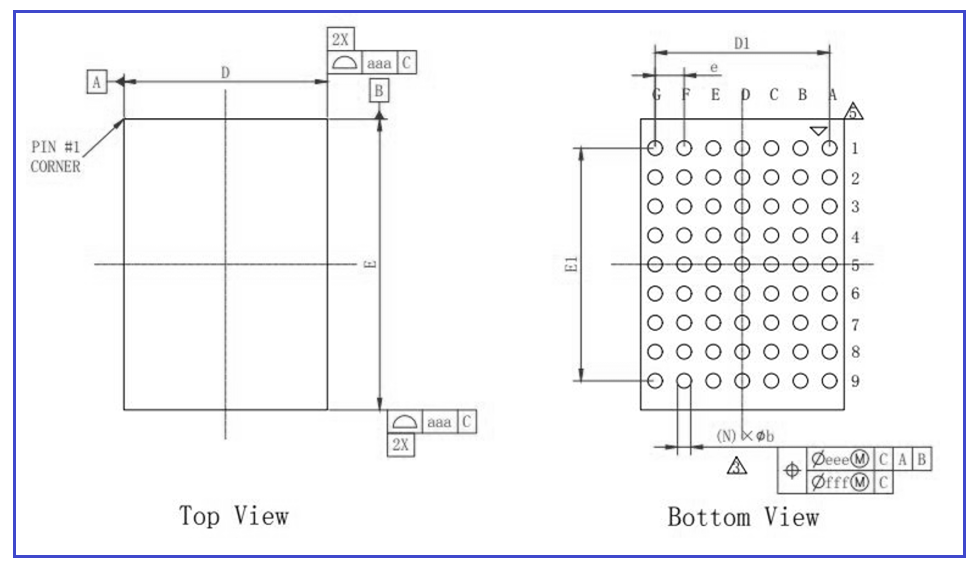 2X
aaa C
D
A
B
PIN #1
CORNER
E
aaa C
2X
Top View
D1
e
G F E D C B A
5
1
2
3
4
5
6
7
8
9
E1
(N)×Øb
3
Øeee Ⓜ C A B
Øfff Ⓜ C
Bottom View